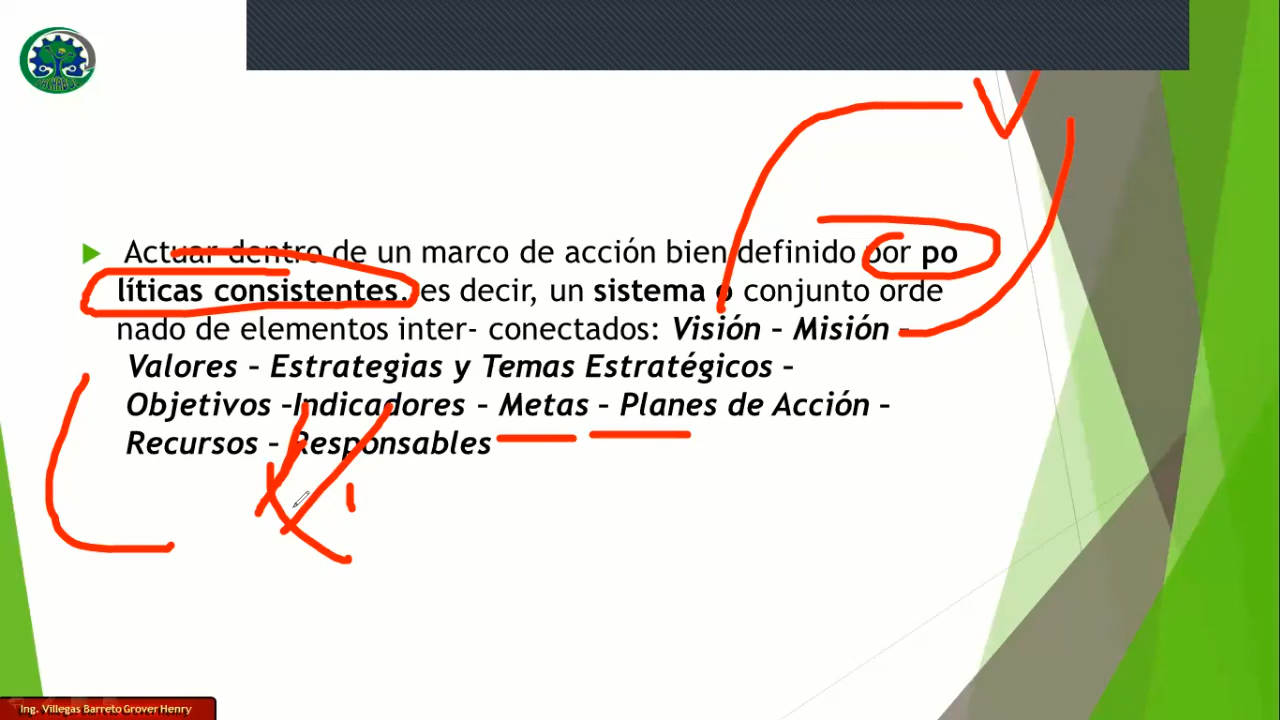 Actuar dentro de un marco de acción bien definido por po
líticas consistentes, es decir, un sistema o conjunto orde
nado de elementos inter- conectados: Visión – Misión –
Valores – Estrategias y Temas Estratégicos –
Objetivos –Indicadores – Metas – Planes de Acción –
Recursos – Responsables
Ing. Villegas Barreto Grover Henry